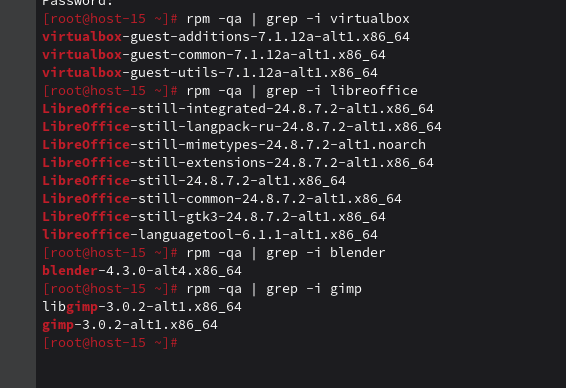 Password:
[root@host-15 ~]# rpm -qa | grep -i virtualbox
virtualbox-guest-additions-7.1.12a-alt1.x86_64
virtualbox-guest-common-7.1.12a-alt1.x86_64
virtualbox-guest-utils-7.1.12a-alt1.x86_64
[root@host-15 ~]# rpm -qa | grep -i libreoffice
LibreOffice-still-integrated-24.8.7.2-alt1.x86_64
LibreOffice-still-langpack-ru-24.8.7.2-alt1.x86_64
LibreOffice-still-mimetypes-24.8.7.2-alt1.noarch
LibreOffice-still-extensions-24.8.7.2-alt1.x86_64
LibreOffice-still-24.8.7.2-alt1.x86_64
LibreOffice-still-common-24.8.7.2-alt1.x86_64
LibreOffice-still-gtk3-24.8.7.2-alt1.x86_64
libreoffice-languagetool-6.1.1-alt1.x86_64
[root@host-15 ~]# rpm -qa | grep -i blender
blender-4.3.0-alt4.x86_64
[root@host-15 ~]# rpm -qa | grep -i gimp
libgimp-3.0.2-alt1.x86_64
gimp-3.0.2-alt1.x86_64
[root@host-15 ~]#